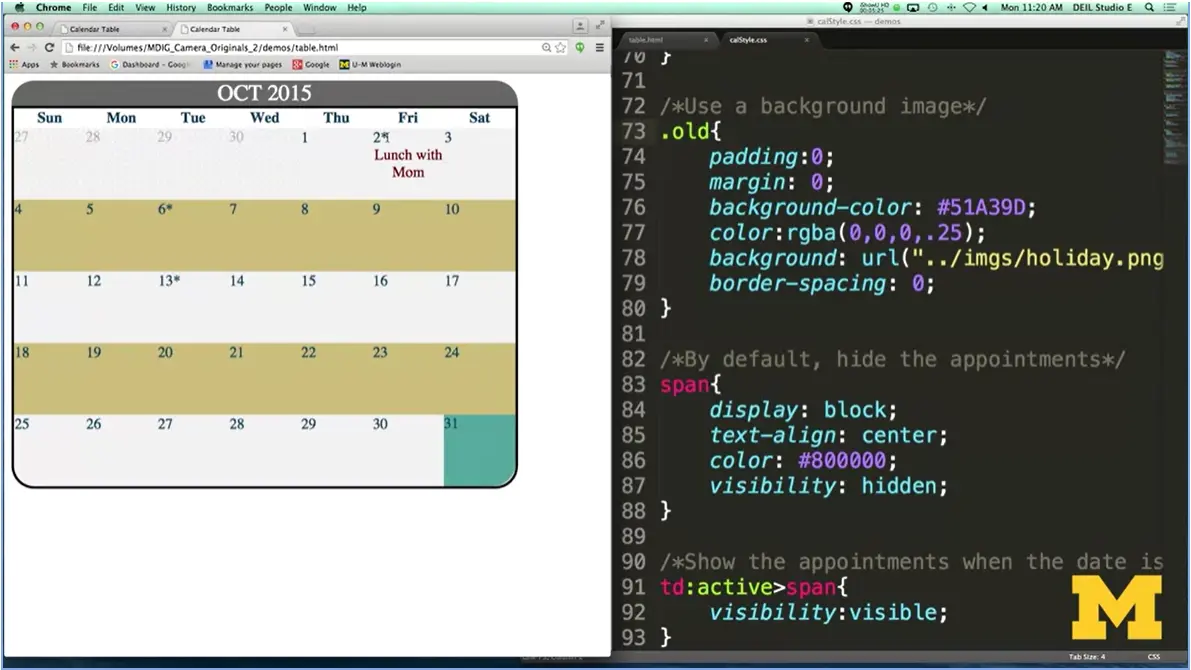 Chrome File Edit View History Bookmarks People Window Help
Mon 11:20 AM DEIL Studio E
Calendar Table
Calendar Table
file:///Volumes/MDIG_Camera_Originals_2/demos/table.html
Apps Bookmarks Dashboard - Goog Manage your pages Google U-M Weblogin
OCT 2015
Sun Mon Tue Wed Thu Fri Sat
27 28 29 30 1 2* 3
Lunch with
Mom
4 5 6* 7 8 9 10
11 12 13* 14 15 16 17
18 19 20 21 22 23 24
25 26 27 28 29 30 31
calStyle.css — demos
table.html calStyle.css
70 }
71
72 /*Use a background image*/
73 .old{
74 padding:0;
75 margin: 0;
76 background-color: #51A39D;
77 color:rgba(0,0,0,.25);
78 background: url("../imgs/holiday.png
79 border-spacing: 0;
80 }
81
82 /*By default, hide the appointments*/
83 span{
84 display: block;
85 text-align: center;
86 color: #800000;
87 visibility: hidden;
88 }
89
90 /*Show the appointments when the date is
91 td:active>span{
92 visibility:visible;
93 }
M
Tab Size: 4 CSS